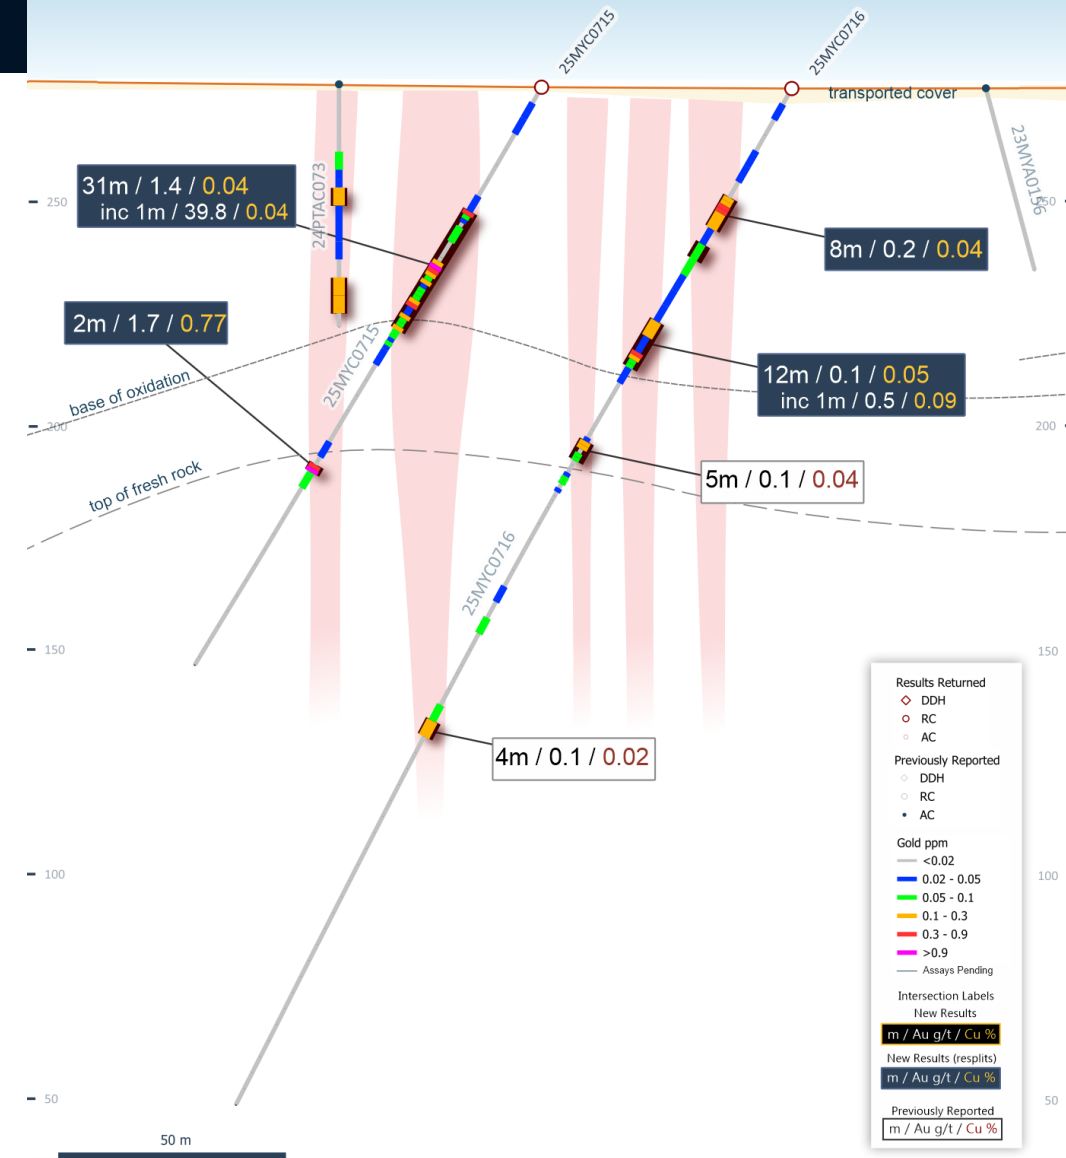 25MYC0715
25MYC0716
transported cover
24PTAC073
23MYA0156
31m / 1.4 / 0.04
inc 1m / 39.8 / 0.04
250
250
8m / 0.2 / 0.04
2m / 1.7 / 0.77
25MYC0715
base of oxidation
12m / 0.1 / 0.05
inc 1m / 0.5 / 0.09
200
200
top of fresh rock
5m / 0.1 / 0.04
25MYC0716
150
150
4m / 0.1 / 0.02
100
100
50
50
50 m
Results Returned
DDH
RC
AC
Previously Reported
DDH
RC
AC
Gold ppm
<0.02
0.02 - 0.05
0.05 - 0.1
0.1 - 0.3
0.3 - 0.9
>0.9
Assays Pending
Intersection Labels
New Results
m / Au g/t / Cu %
New Results (resplits)
m / Au g/t / Cu %
Previously Reported
m / Au g/t / Cu %